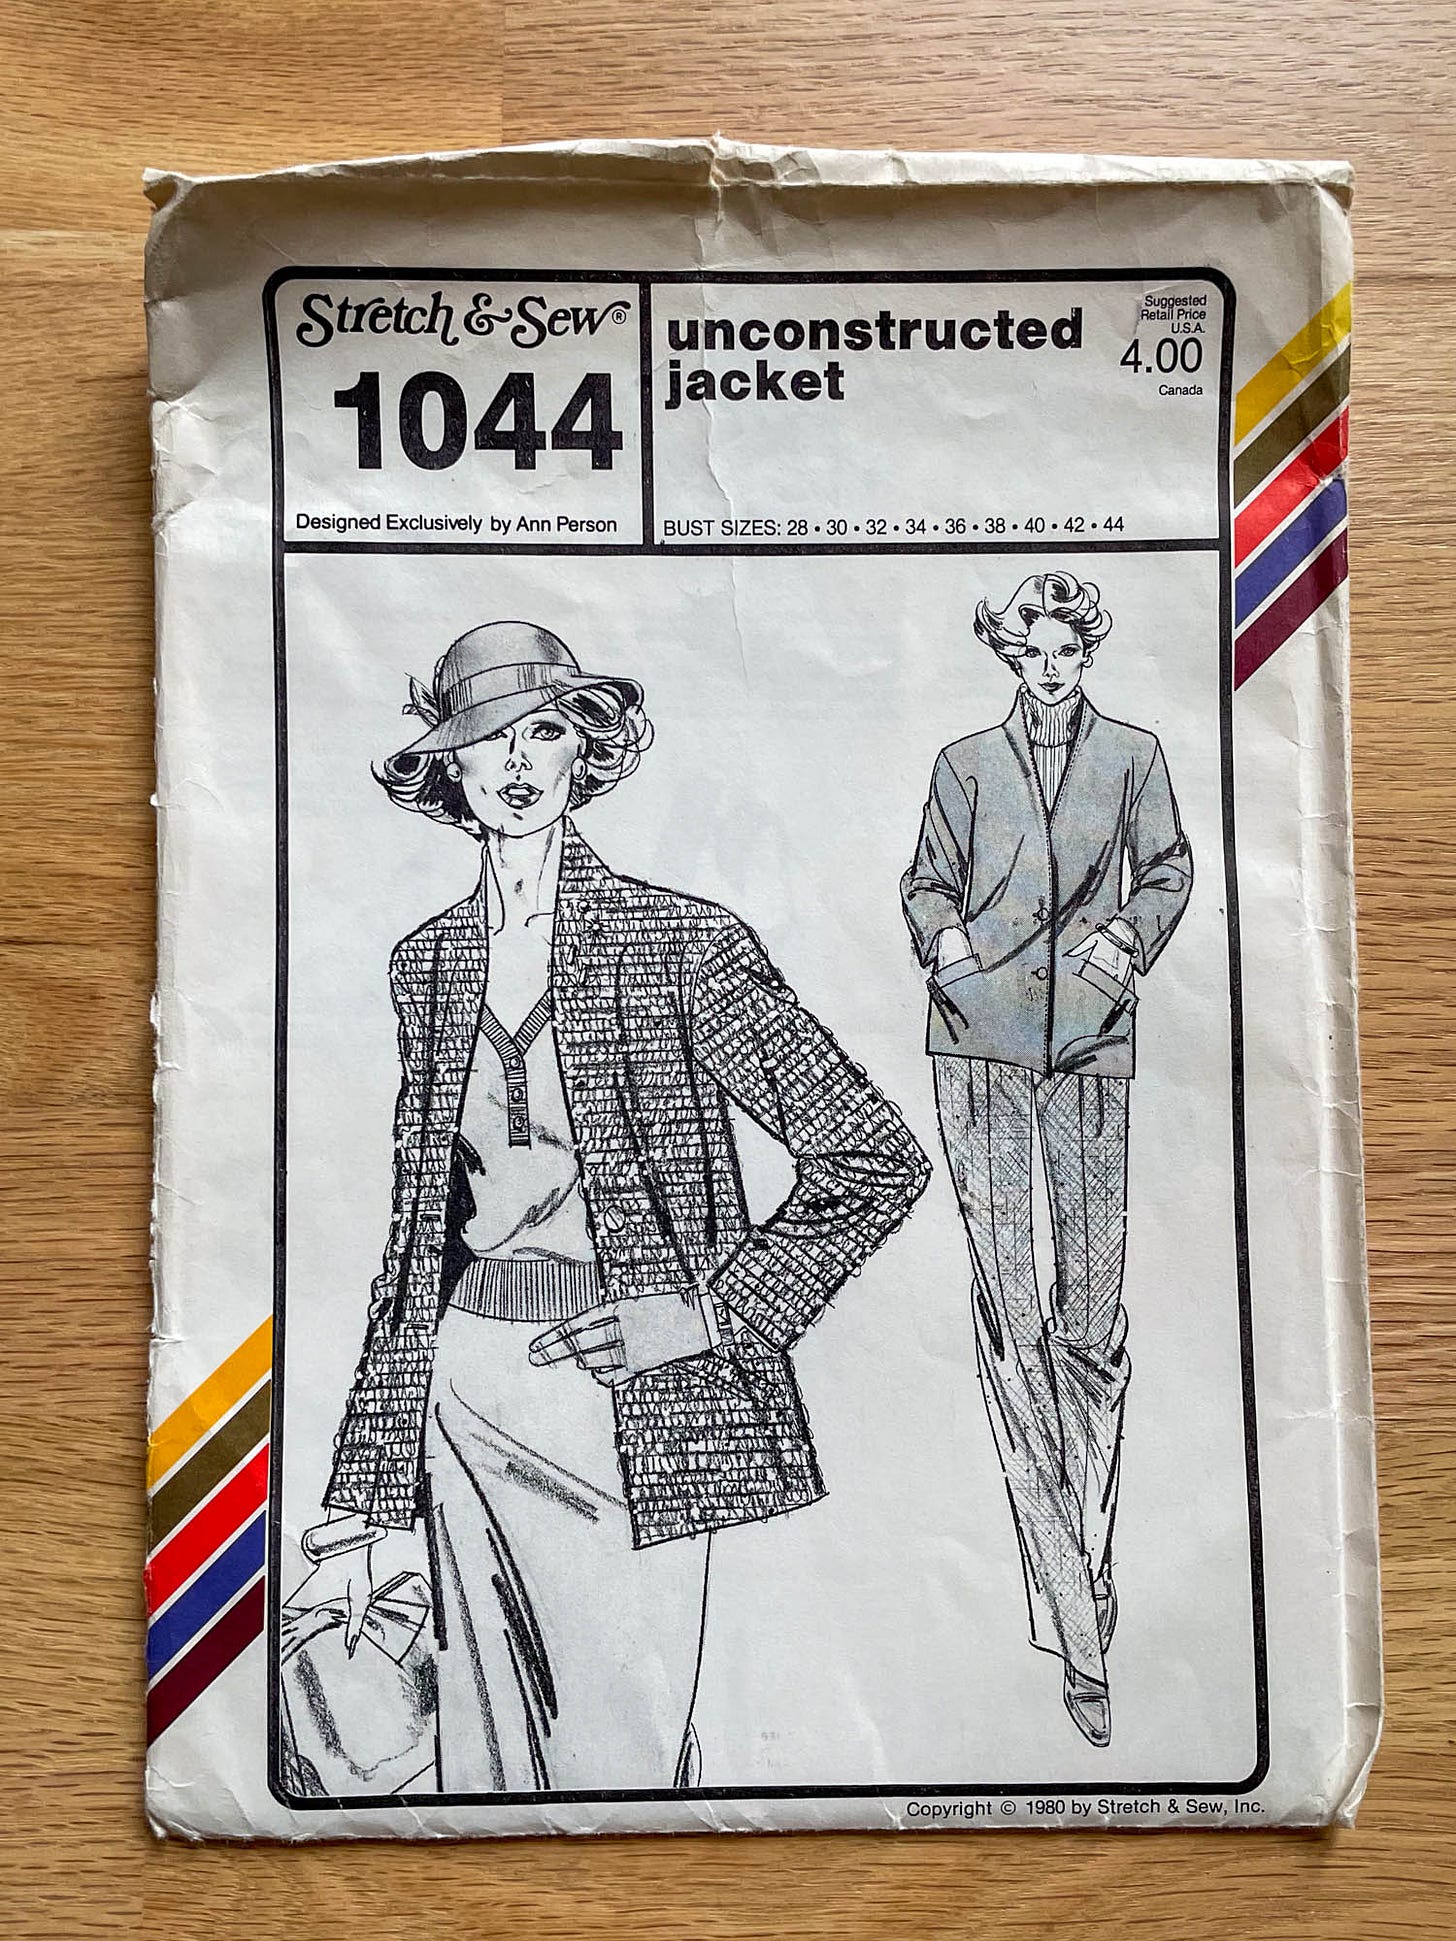 Stretch & Sew®
1044
Designed Exclusively by Ann Person
unconstructed
jacket
Suggested
Retail Price
U.S.A.
4.00
Canada
BUST SIZES: 28 • 30 • 32 • 34 • 36 • 38 • 40 • 42 • 44
Copyright © 1980 by Stretch & Sew, Inc.